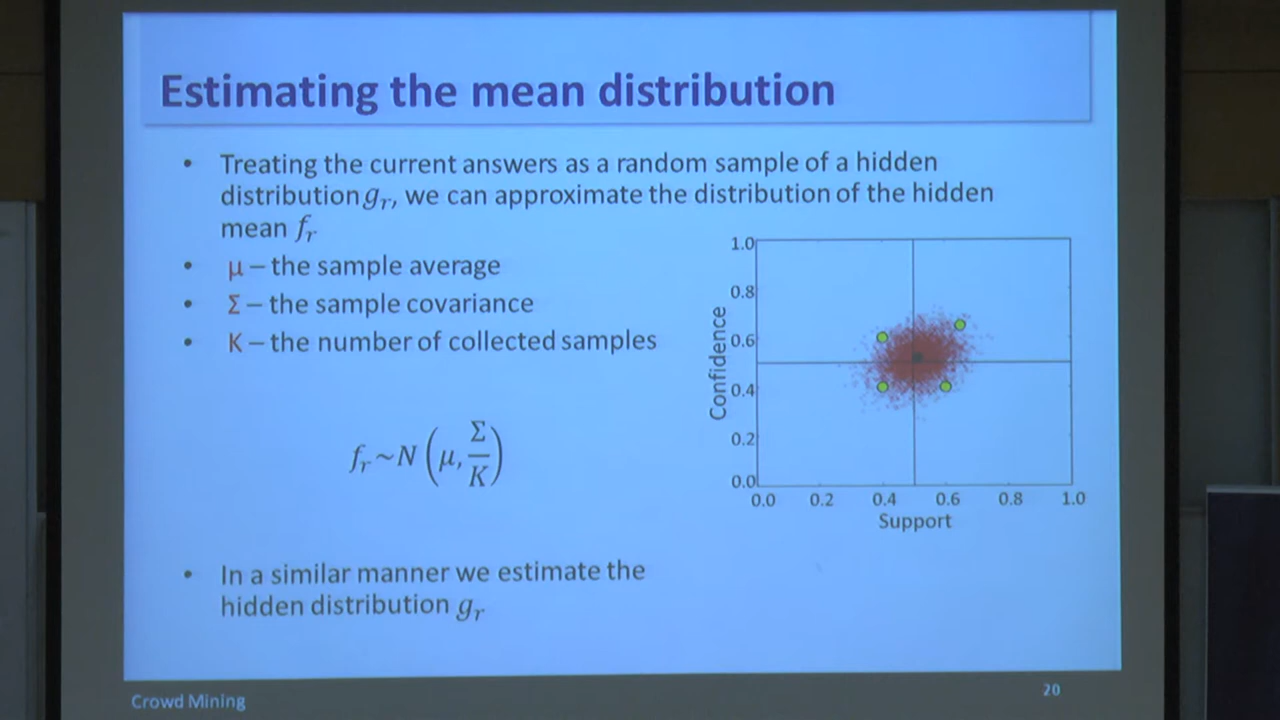 Estimating the mean distribution
• Treating the current answers as a random sample of a hidden
distribution gᵣ, we can approximate the distribution of the hidden
mean fᵣ
• μ – the sample average
• Σ – the sample covariance
• K – the number of collected samples
fᵣ~N(μ, Σ/K)
1.0
0.8
0.6
0.4
0.2
0.0
Confidence
0.0 0.2 0.4 0.6 0.8 1.0
Support
• In a similar manner we estimate the
hidden distribution gᵣ
Crowd Mining
20